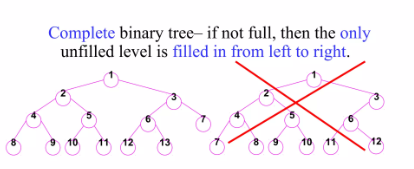 Complete binary tree– if not full, then the only
unfilled level is filled in from left to right.
1 1
2 3 2 3
4 5 6 7 4 5 6
8 9 10 11 12 13 7 8 9 10 11 12